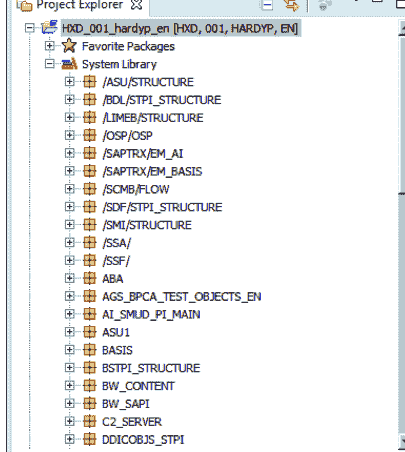 Project Explorer
HXD_001_hardyp_en [HXD, 001, HARDYP, EN]
Favorite Packages
System Library
/ASU/STRUCTURE
/BDL/STPI_STRUCTURE
/LIMEB/STRUCTURE
/OSP/OSP
/SAPTRX/EM_AI
/SAPTRX/EM_BASIS
/SCMB/FLOW
/SDF/STPI_STRUCTURE
/SMI/STRUCTURE
/SSA/
/SSF/
ABA
AGS_BPCA_TEST_OBJECTS_EN
AI_SMUD_PI_MAIN
ASU1
BASIS
BSTPI_STRUCTURE
BW_CONTENT
BW_SAPI
C2_SERVER
DDICOBJS_STPI